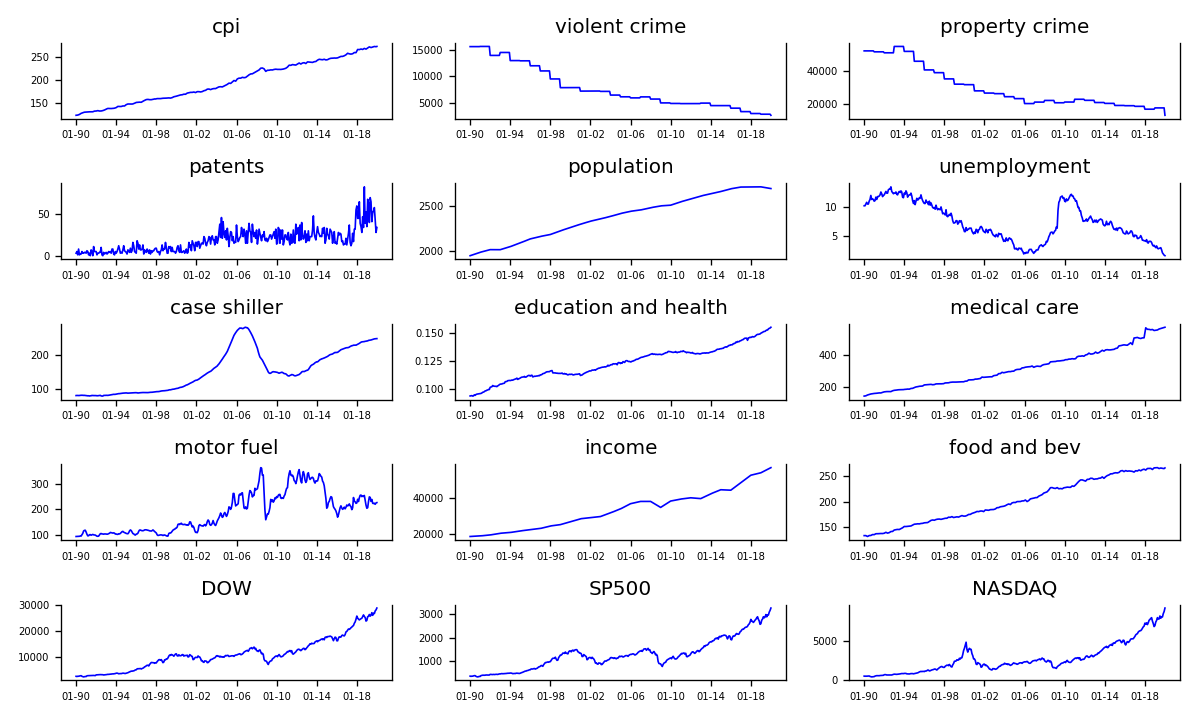 cpi
250
200
150
01-90 01-94 01-98 01-02 01-06 01-10 01-14 01-18
violent crime
15000
10000
5000
01-90 01-94 01-98 01-02 01-06 01-10 01-14 01-18
property crime
40000
20000
01-90 01-94 01-98 01-02 01-06 01-10 01-14 01-18
patents
50
0
01-90 01-94 01-98 01-02 01-06 01-10 01-14 01-18
population
2500
2000
01-90 01-94 01-98 01-02 01-06 01-10 01-14 01-18
unemployment
10
5
01-90 01-94 01-98 01-02 01-06 01-10 01-14 01-18
case shiller
200
100
01-90 01-94 01-98 01-02 01-06 01-10 01-14 01-18
education and health
0.150
0.125
0.100
01-90 01-94 01-98 01-02 01-06 01-10 01-14 01-18
medical care
400
200
01-90 01-94 01-98 01-02 01-06 01-10 01-14 01-18
motor fuel
300
200
100
01-90 01-94 01-98 01-02 01-06 01-10 01-14 01-18
income
40000
20000
01-90 01-94 01-98 01-02 01-06 01-10 01-14 01-18
food and bev
250
200
150
01-90 01-94 01-98 01-02 01-06 01-10 01-14 01-18
DOW
30000
20000
10000
01-90 01-94 01-98 01-02 01-06 01-10 01-14 01-18
SP500
3000
2000
1000
01-90 01-94 01-98 01-02 01-06 01-10 01-14 01-18
NASDAQ
5000
0
01-90 01-94 01-98 01-02 01-06 01-10 01-14 01-18